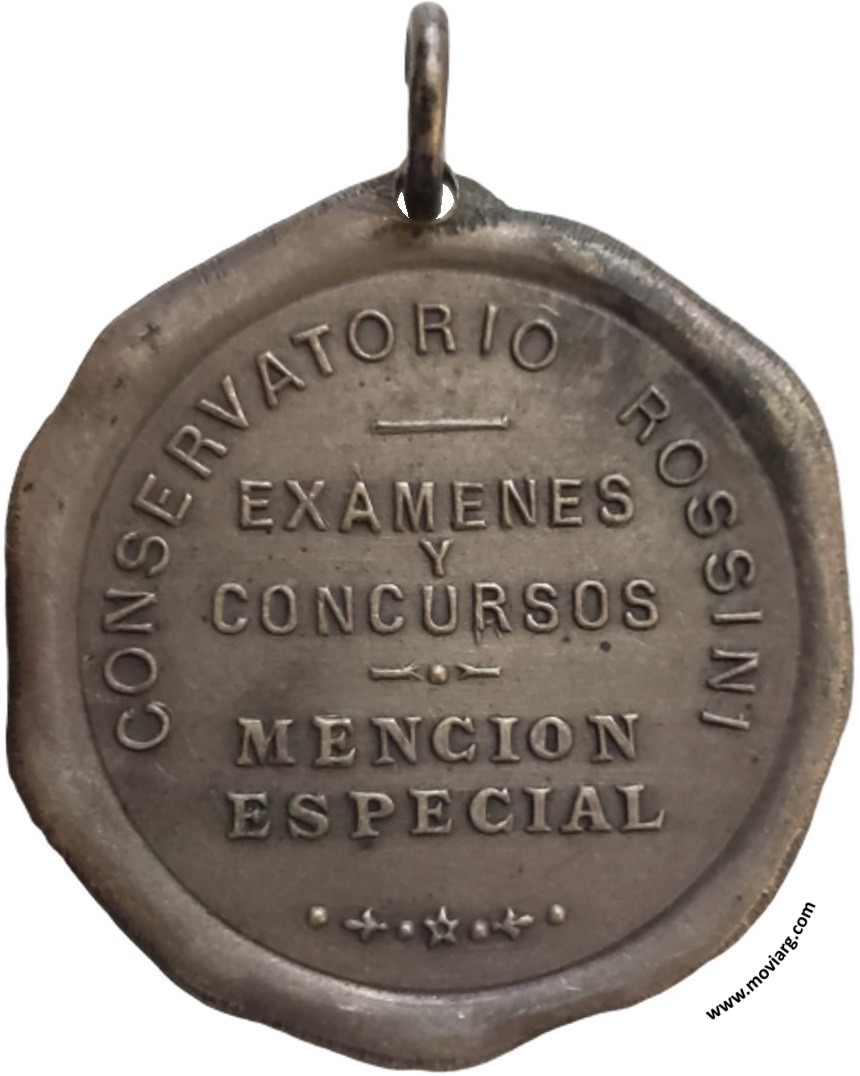 CONSERVATORIO ROSSINI
EXAMENES
Y
CONCURSOS
MENCION
ESPECIAL
www.moviarg.com